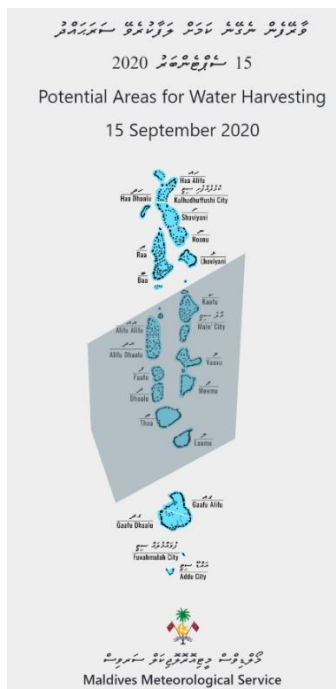 ވާރޭފެން ނެގޭނެ ކަމަށް ލަފާކުރެވޭ ސަރަޙައްދު
15 ސެޕްޓެންބަރު 2020
Potential Areas for Water Harvesting
15 September 2020
Haa Alifu
Haa Dhaalu
Kulhudhuffushi City
Shaviyani
Noonu
Raa
Lhaviyani
Baa
Kaafu
Alifu Alifu
Male' City
Alifu Dhaalu
Vaavu
Faafu
Meemu
Dhaalu
Thaa
Laamu
Gaafu Alifu
Gaafu Dhaalu
Fuvahmulah City
Addu City
މޯލްޑިވްސް މީޓިއޮރޮލޮޖިކަލް ސަރވިސް
Maldives Meteorological Service